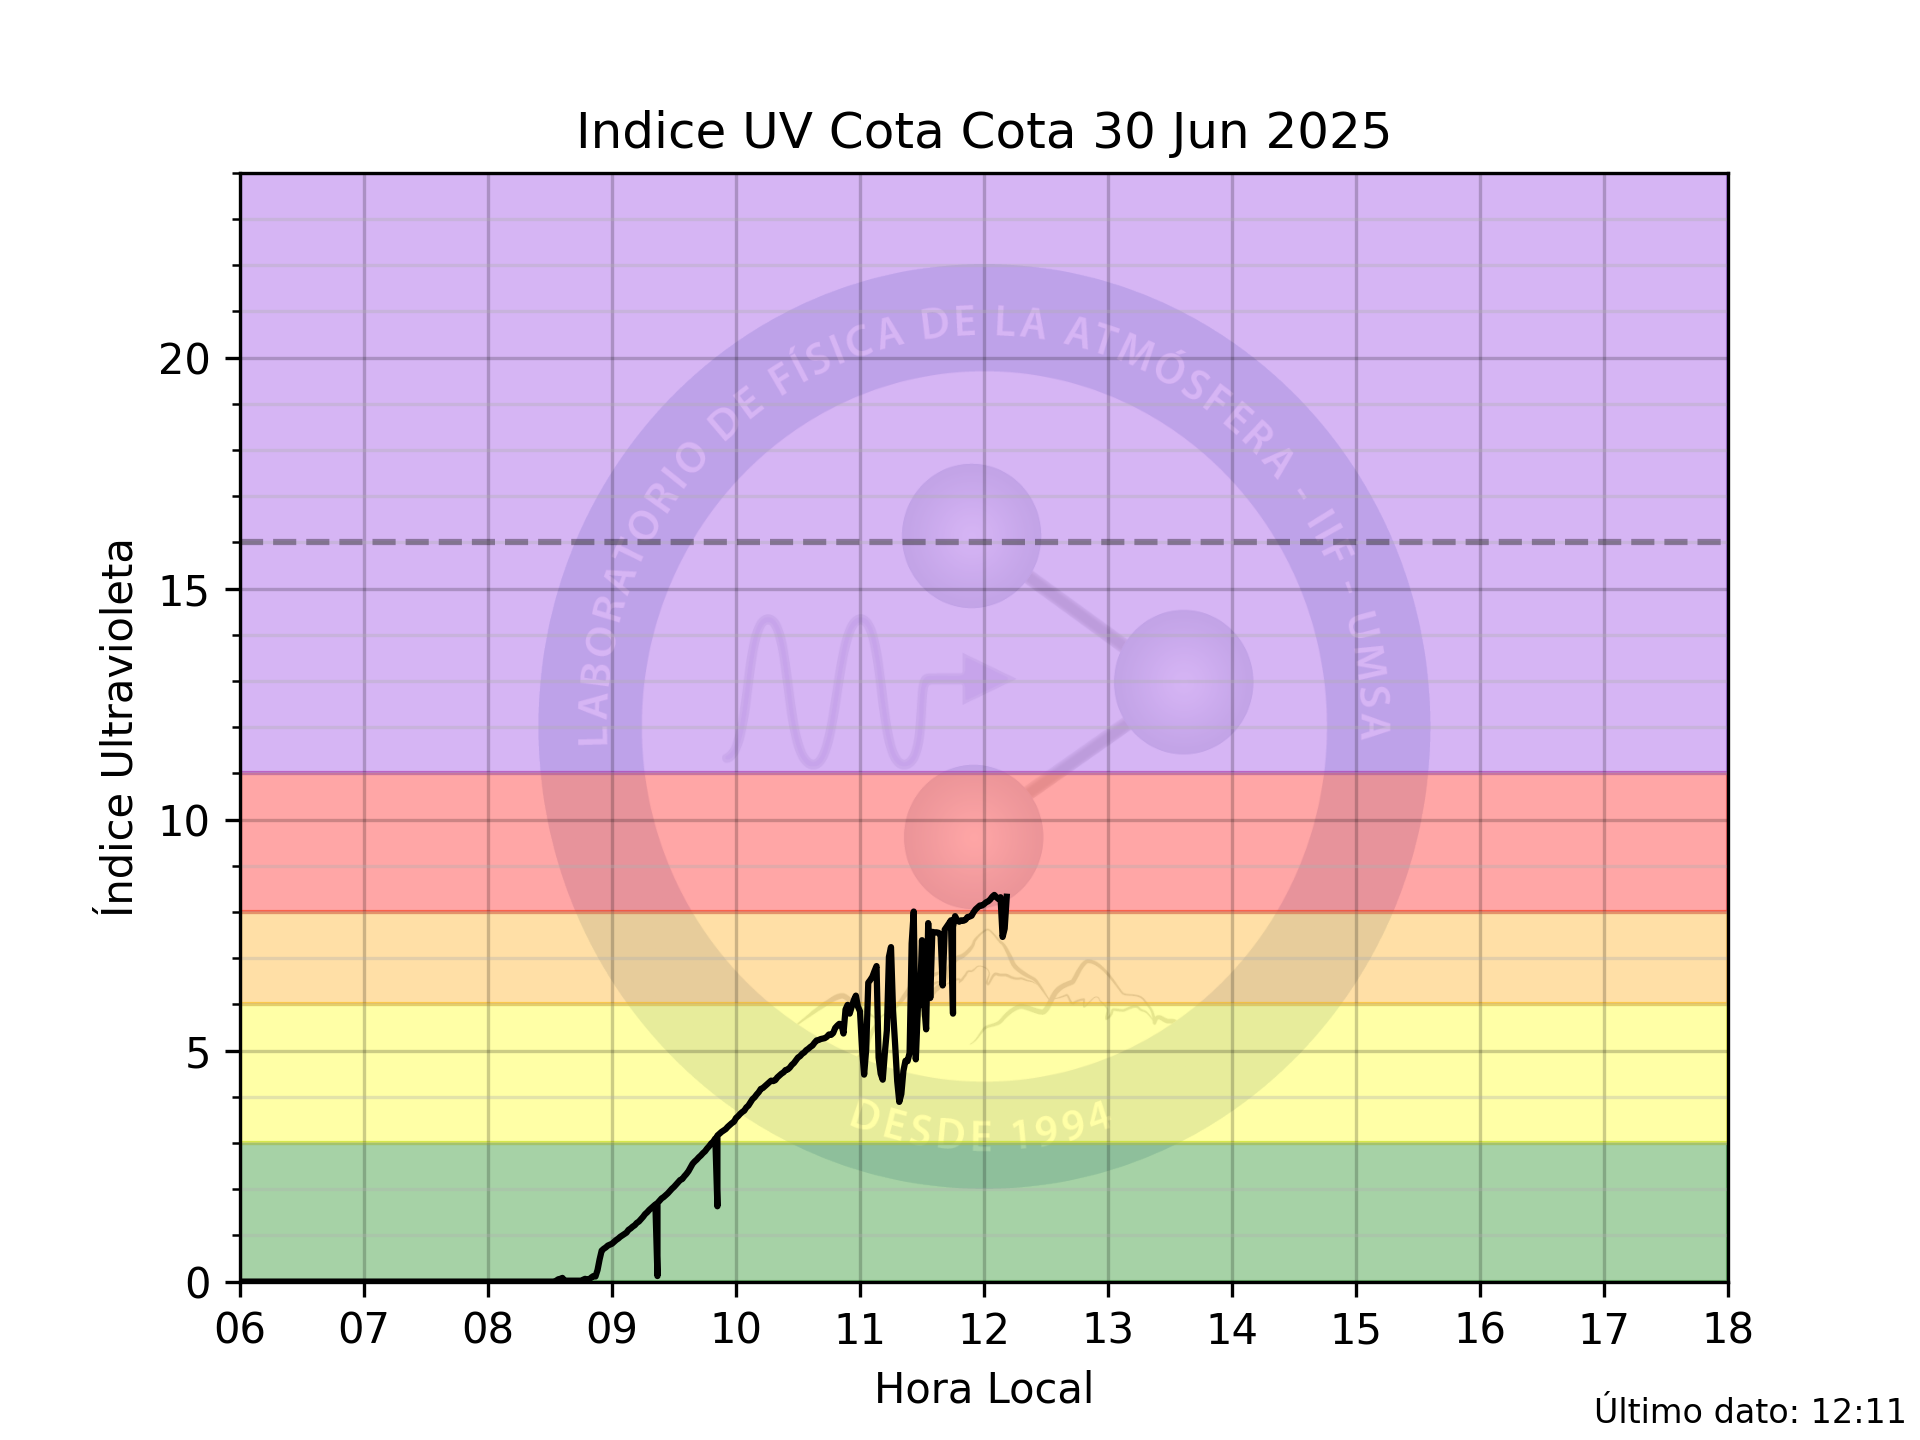 Indice UV Cota Cota 30 Jun 2025
Índice Ultravioleta
20
15
10
5
0
LABORATORIO DE FÍSICA DE LA ATMÓSFERA - IIF - UMSA
DESDE 1994
06 07 08 09 10 11 12 13 14 15 16 17 18
Hora Local
Último dato: 12:11